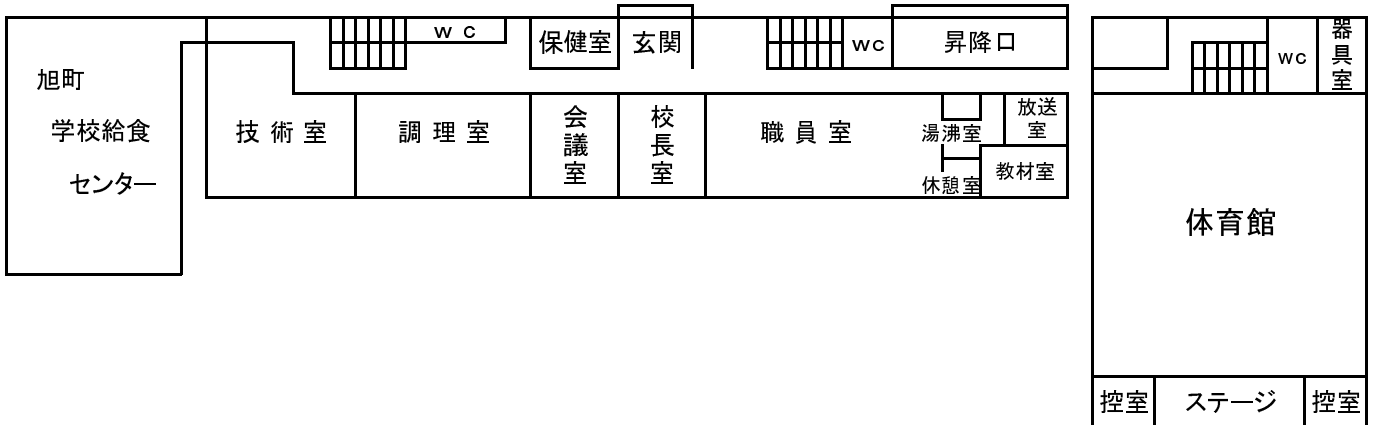 旭町
学校給食
センター
技術室
調理室
WC
保健室
玄関
会議室
校長室
職員室
WC
昇降口
湯沸室
休憩室
放送室
教材室
WC
器具室
体育館
控室
ステージ
控室